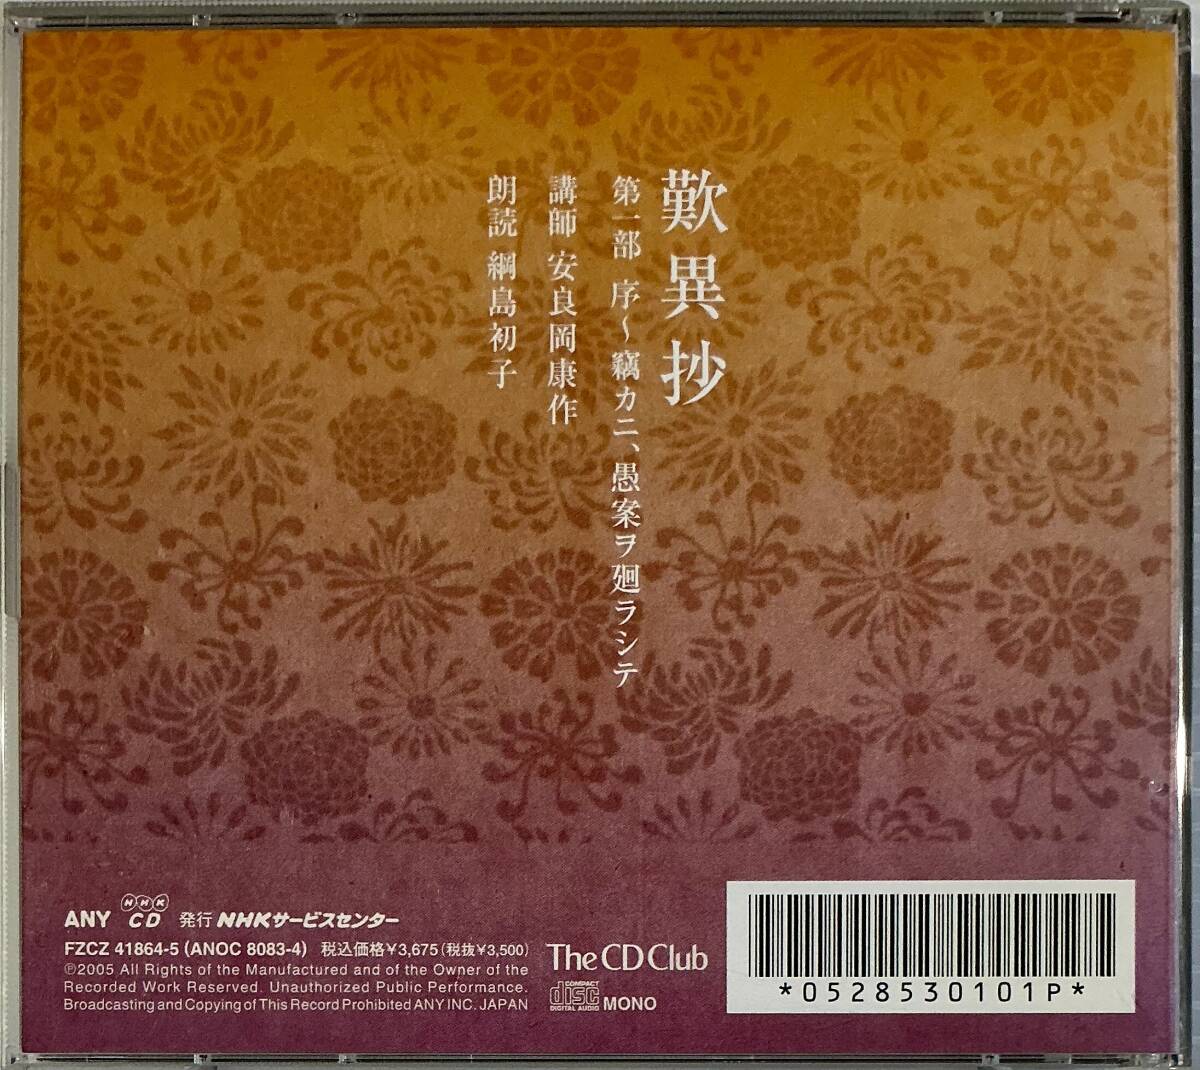 歎異抄
第一部 序〜竊カニ、愚案ヲ廻ラシテ
講師 安良岡康作
朗読 綱島初子
ANY NHK CD 発行 NHKサービスセンター
FZCZ 41864-5 (ANOC 8083-4) 税込価格¥3,675(税抜¥3,500)
℗2005 All Rights of the Manufactured and of the Owner of the
Recorded Work Reserved. Unauthorized Public Performance.
Broadcasting and Copying of This Record Prohibited ANY INC. JAPAN
The CD Club
COMPACT disc DIGITAL AUDIO MONO
*0528530101P*